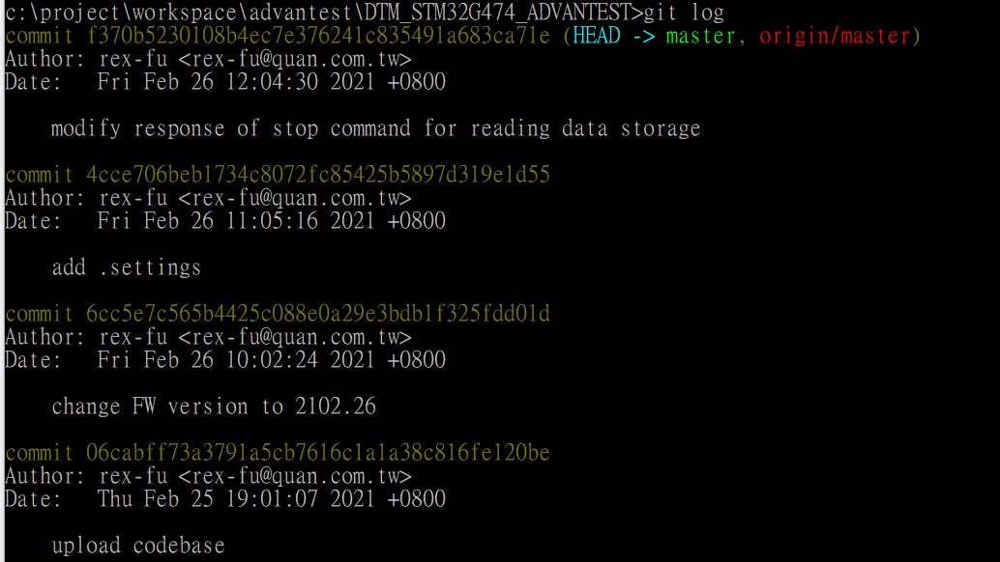 c:\project\workspace\advantest\DTM_STM32G474_ADVANTEST>git log
commit f370b5230108b4ec7e376241c835491a683ca71e (HEAD -> master, origin/master)
Author: rex-fu <rex-fu@quan.com.tw>
Date:   Fri Feb 26 12:04:30 2021 +0800
modify response of stop command for reading data storage
commit 4cce706beb1734c8072fc85425b5897d319e1d55
Author: rex-fu <rex-fu@quan.com.tw>
Date:   Fri Feb 26 11:05:16 2021 +0800
add .settings
commit 6cc5e7c565b4425c088e0a29e3bdb1f325fdd01d
Author: rex-fu <rex-fu@quan.com.tw>
Date:   Fri Feb 26 10:02:24 2021 +0800
change FW version to 2102.26
commit 06cabff73a3791a5cb7616c1a1a38c816fe120be
Author: rex-fu <rex-fu@quan.com.tw>
Date:   Thu Feb 25 19:01:07 2021 +0800
upload codebase